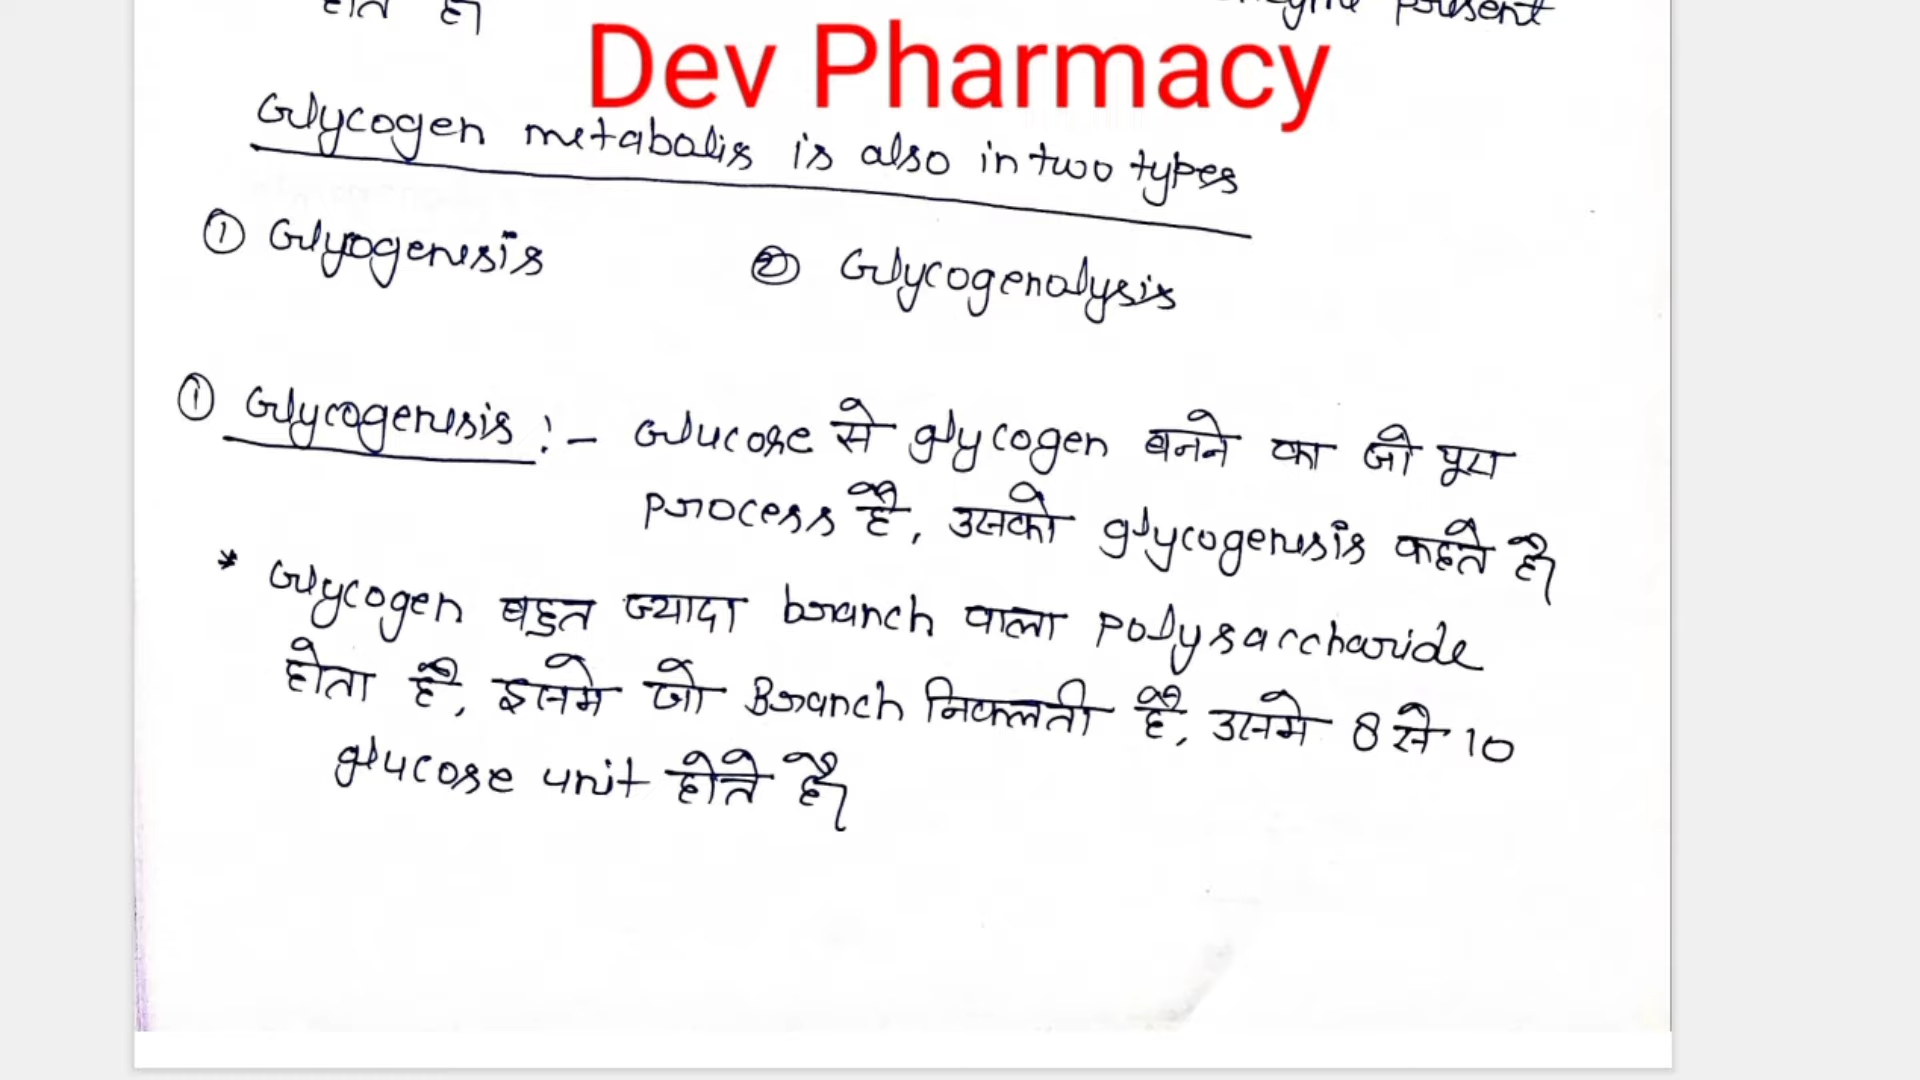 होते है।
present
Dev Pharmacy
Glycogen metabolis is also in two types
① Glyogenesis ② Glycogenolysis
① Glycogenesis :- Glucose से glycogen बनने का जो पूरा
process है, उसको glycogenesis कहते है।
* Glycogen बहुत ज्यादा branch वाला polysaccharide
होता है, इसमे जो Branch निकलती है, उसमे 8 से 10
glucose unit होते है।